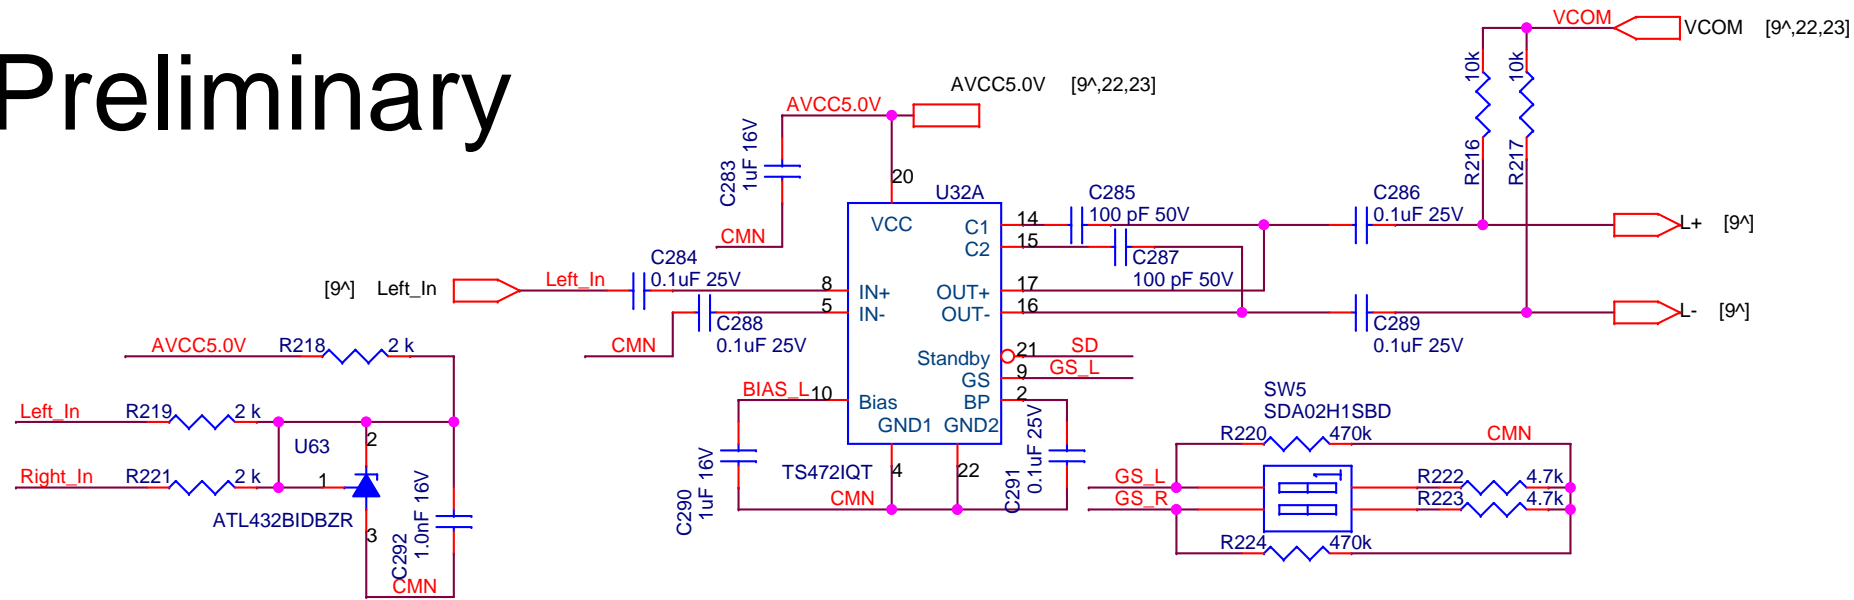 Preliminary
VCOM
VCOM [9^,22,23]
10k
10k
R216
R217
AVCC5.0V [9^,22,23]
AVCC5.0V
C283
1uF 16V
CMN
20
U32A
VCC
C1
C2
14
15
C285
100 pF 50V
C287
100 pF 50V
C286
0.1uF 25V
L+ [9^]
[9^] Left_In
Left_In
C284
0.1uF 25V
8
5
IN+
IN-
OUT+
OUT-
17
16
C288
0.1uF 25V
CMN
C289
0.1uF 25V
L- [9^]
AVCC5.0V
R218
2 k
Standby
GS
BP
21
9
2
SD
GS_L
BIAS_L
10
Bias
GND1
GND2
Left_In
R219
2 k
U63
2
Right_In
R221
2 k
1
ATL432BIDBZR
3
C292
1.0nF 16V
CMN
C290
1uF 16V
TS472IQT
4
22
CMN
C291
0.1uF 25V
SW5
SDA02H1SBD
R220
470k
CMN
GS_L
GS_R
1
R222
4.7k
R223
4.7k
R224
470k